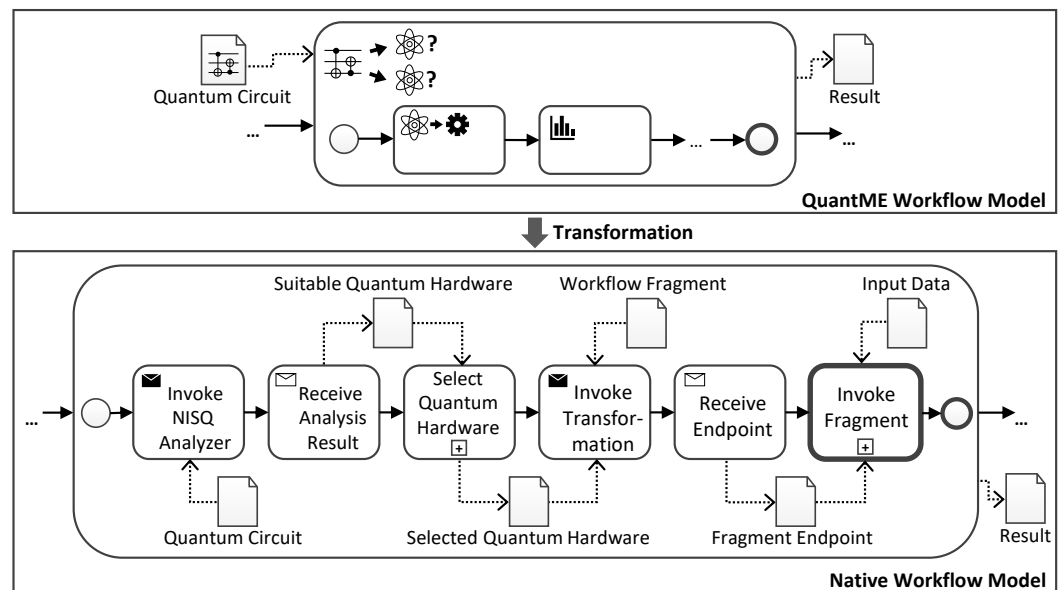 ?
?
Quantum Circuit
Result
...
...
...
QuantME Workflow Model
Transformation
Suitable Quantum Hardware
Workflow Fragment
Input Data
Invoke
NISQ
Analyzer
Receive
Analysis
Result
Select
Quantum
Hardware
Invoke
Transfor-
mation
Receive
Endpoint
Invoke
Fragment
...
...
Quantum Circuit
Selected Quantum Hardware
Fragment Endpoint
Result
Native Workflow Model